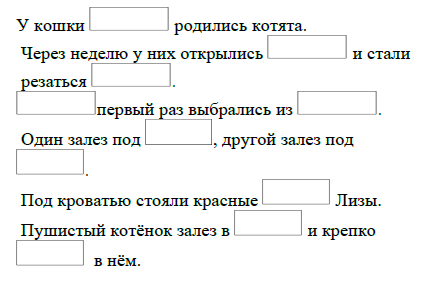 У кошки родились котята.
Через неделю у них открылись и стали
резаться .
первый раз выбрались из .
Один залез под , другой залез под
.
Под кроватью стояли красные Лизы.
Пушистый котёнок залез в и крепко
в нём.